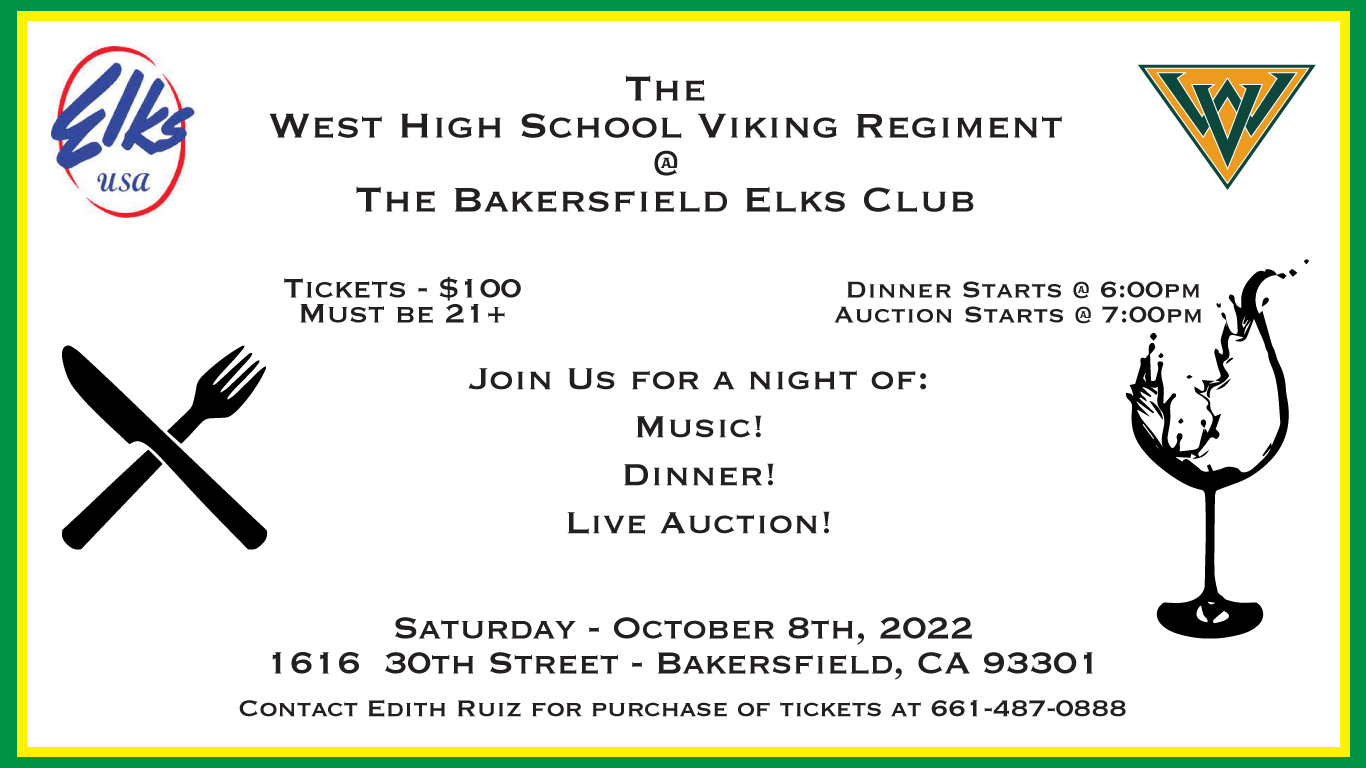 Elks
usa
The
West High School Viking Regiment
@
The Bakersfield Elks Club
W
Tickets - $100
Must be 21+
Dinner Starts @ 6:00pm
Auction Starts @ 7:00pm
Join Us for a night of:
Music!
Dinner!
Live Auction!
Saturday - October 8th, 2022
1616 30th Street - Bakersfield, CA 93301
Contact Edith Ruiz for purchase of tickets at 661-487-0888